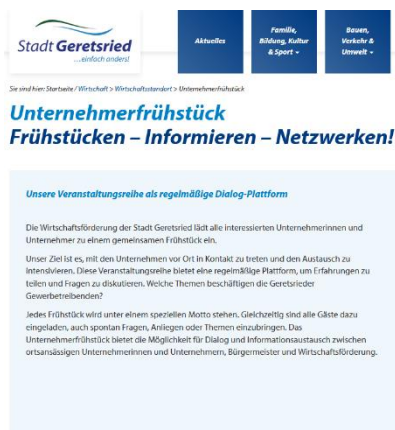 Stadt Geretsried
...einfach anders!
Aktuelles
Familie,
Bildung, Kultur
& Sport
Bauen,
Verkehr &
Umwelt
Sie sind hier: Startseite / Wirtschaft > Wirtschaftsstandort > Unternehmerfrühstück
Unternehmerfrühstück
Frühstücken – Informieren – Netzwerken!
Unsere Veranstaltungsreihe als regelmäßige Dialog-Plattform
Die Wirtschaftsförderung der Stadt Geretsried lädt alle interessierten Unternehmerinnen und
Unternehmer zu einem gemeinsamen Frühstück ein.
Unser Ziel ist es, mit den Unternehmen vor Ort in Kontakt zu treten und den Austausch zu
intensivieren. Diese Veranstaltungsreihe bietet eine regelmäßige Plattform, um Erfahrungen zu
teilen und Fragen zu diskutieren. Welche Themen beschäftigen die Geretsrieder
Gewerbetreibenden?
Jedes Frühstück wird unter einem speziellen Motto stehen. Gleichzeitig sind alle Gäste dazu
eingeladen, auch spontan Fragen, Anliegen oder Themen einzubringen. Das
Unternehmerfrühstück bietet die Möglichkeit für Dialog und Informationsaustausch zwischen
ortsansässigen Unternehmerinnen und Unternehmern, Bürgermeister und Wirtschaftsförderung.